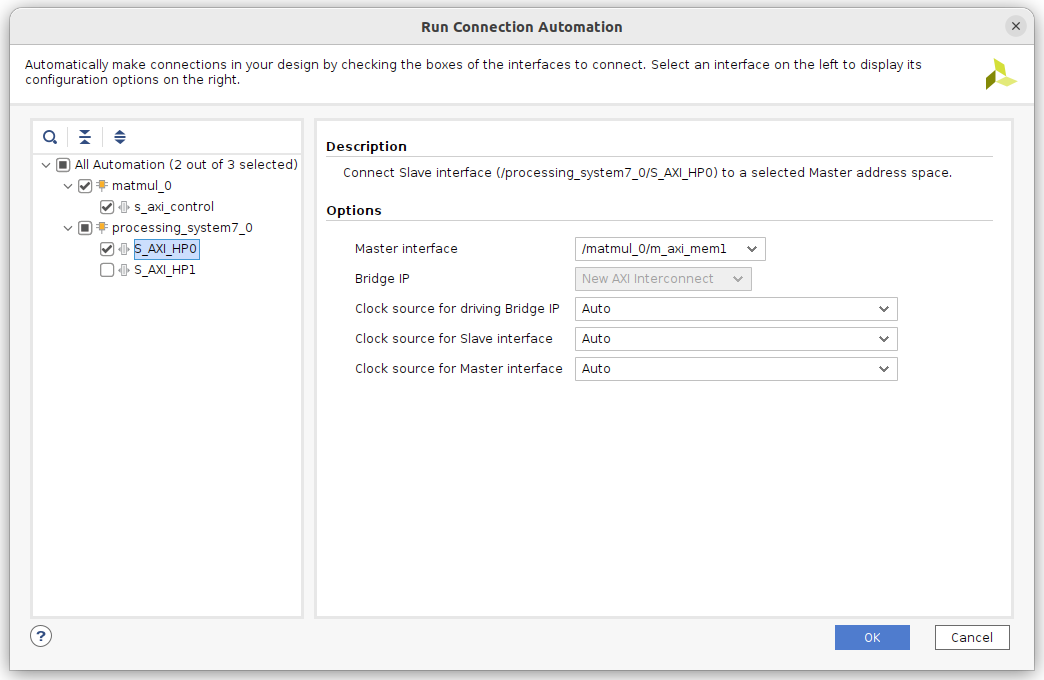 Run Connection Automation
Automatically make connections in your design by checking the boxes of the interfaces to connect. Select an interface on the left to display its
configuration options on the right.
All Automation (2 out of 3 selected)
matmul_0
s_axi_control
processing_system7_0
S_AXI_HP0
S_AXI_HP1
Description
Connect Slave interface (/processing_system7_0/S_AXI_HP0) to a selected Master address space.
Options
Master interface /matmul_0/m_axi_mem1
Bridge IP New AXI Interconnect
Clock source for driving Bridge IP Auto
Clock source for Slave interface Auto
Clock source for Master interface Auto
?
OK Cancel